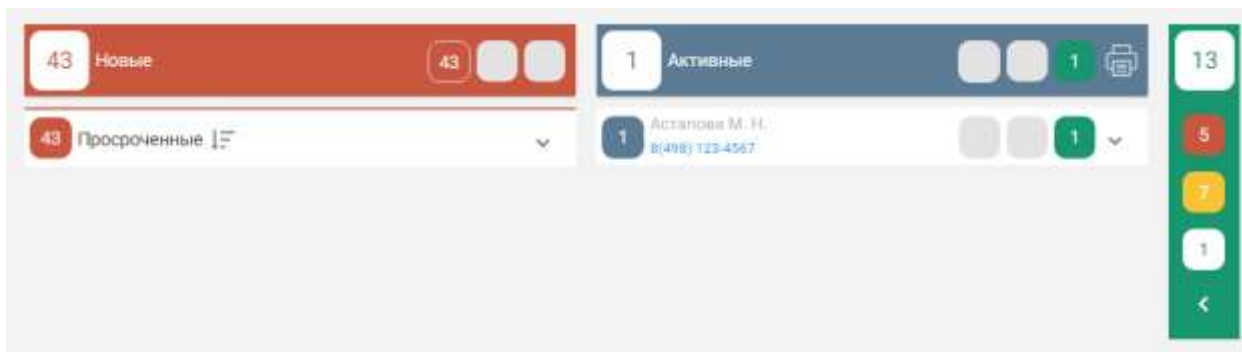 43 Новые 43
43 Просроченные
1 Активные 1
1 Астапова М. Н.
8(498) 123-4567 1
13
5
7
1